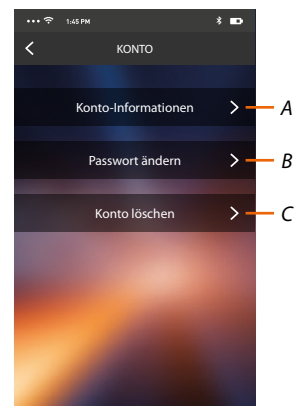 1:45 PM
KONTO
Konto-Informationen
A
Passwort ändern
B
Konto löschen
C